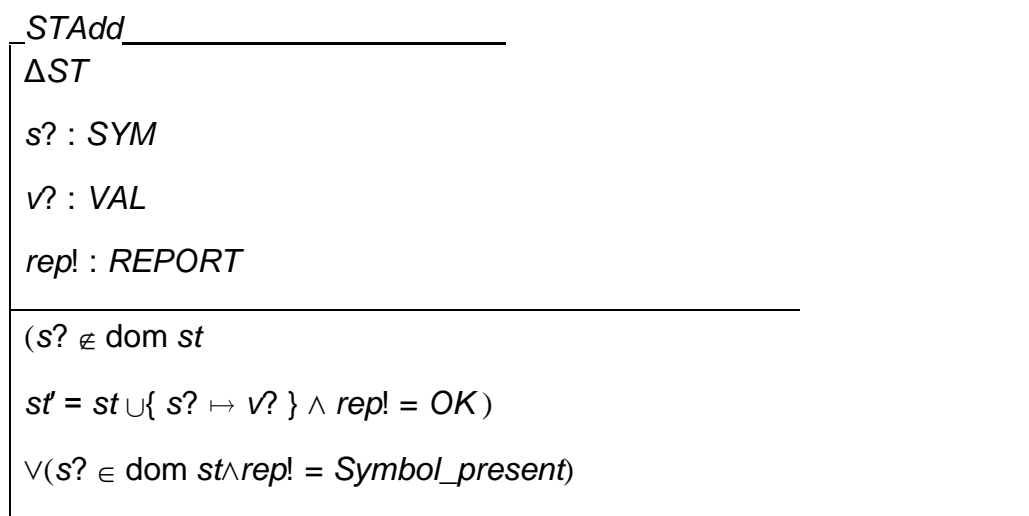 STAdd
ΔST
s? : SYM
v? : VAL
rep! : REPORT
(s? ∉ dom st
st' = st ∪{ s? ↦ v? } ∧ rep! = OK )
∨(s? ∈ dom st∧rep! = Symbol_present)